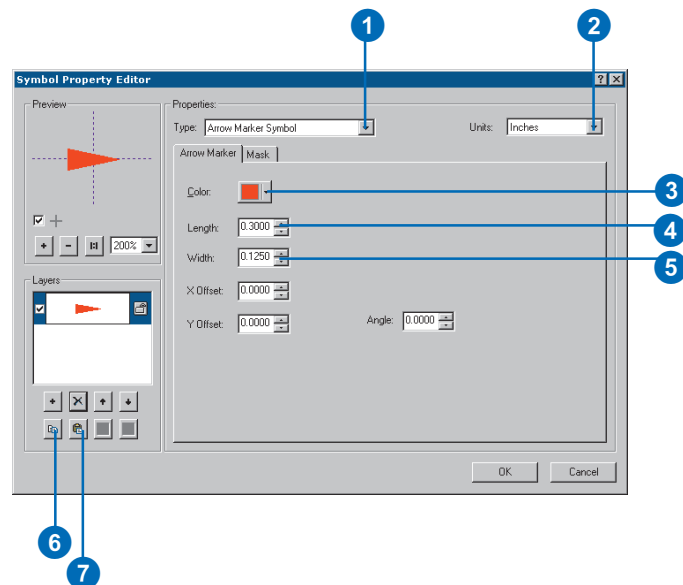 1 2
Symbol Property Editor
Preview
Properties:
Type: Arrow Marker Symbol Units: Inches
Arrow Marker Mask
Color: 3
Length: 0.3000 4
Width: 0.1250 5
1:1 200%
Layers
X Offset: 0.0000
Y Offset: 0.0000 Angle: 0.0000
OK Cancel
6
7